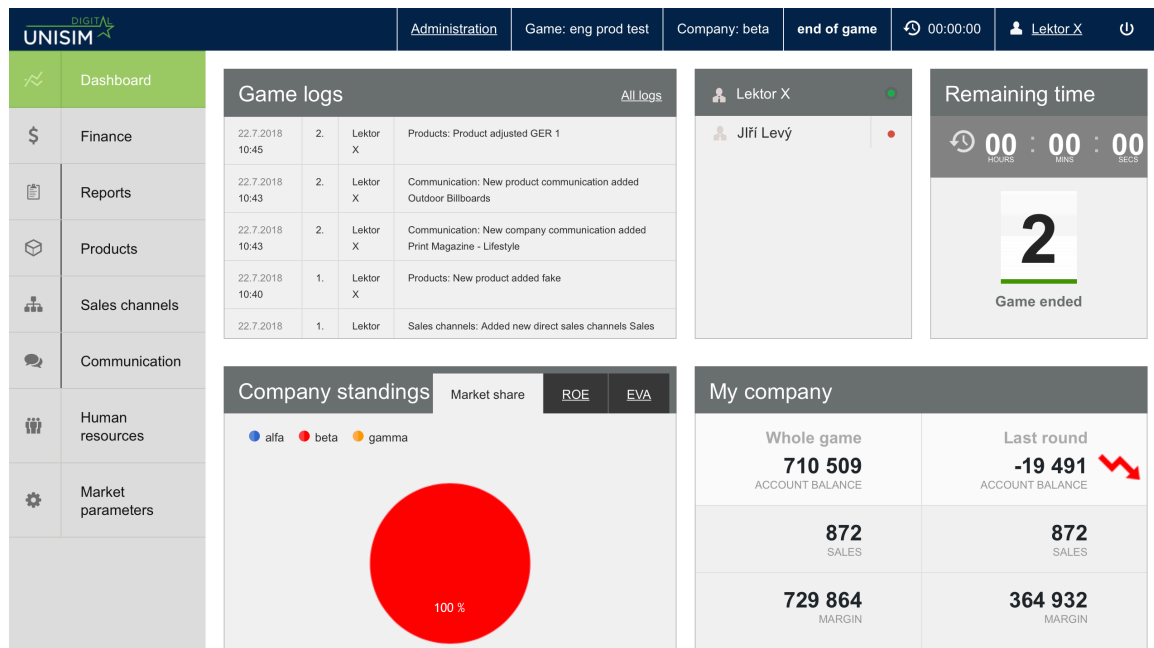 DIGITAL
UNISIM
Administration
Game: eng prod test
Company: beta
end of game
00:00:00
Lektor X
Dashboard
Finance
Reports
Products
Sales channels
Communication
Human
resources
Market
parameters
Game logs
All logs
22.7.2018 2. Lektor Products: Product adjusted GER 1
10:45 X
22.7.2018 2. Lektor Communication: New product communication added
10:43 X Outdoor Billboards
22.7.2018 2. Lektor Communication: New company communication added
10:43 X Print Magazine - Lifestyle
22.7.2018 1. Lektor Products: New product added fake
10:40 X
22.7.2018 1. Lektor Sales channels: Added new direct sales channels Sales
Lektor X
JIří Levý
Remaining time
00 : 00 : 00
HOURS MINS SECS
2
Game ended
Company standings
Market share
ROE
EVA
alfa beta gamma
100 %
My company
Whole game Last round
710 509 -19 491
ACCOUNT BALANCE ACCOUNT BALANCE
872 872
SALES SALES
729 864 364 932
MARGIN MARGIN